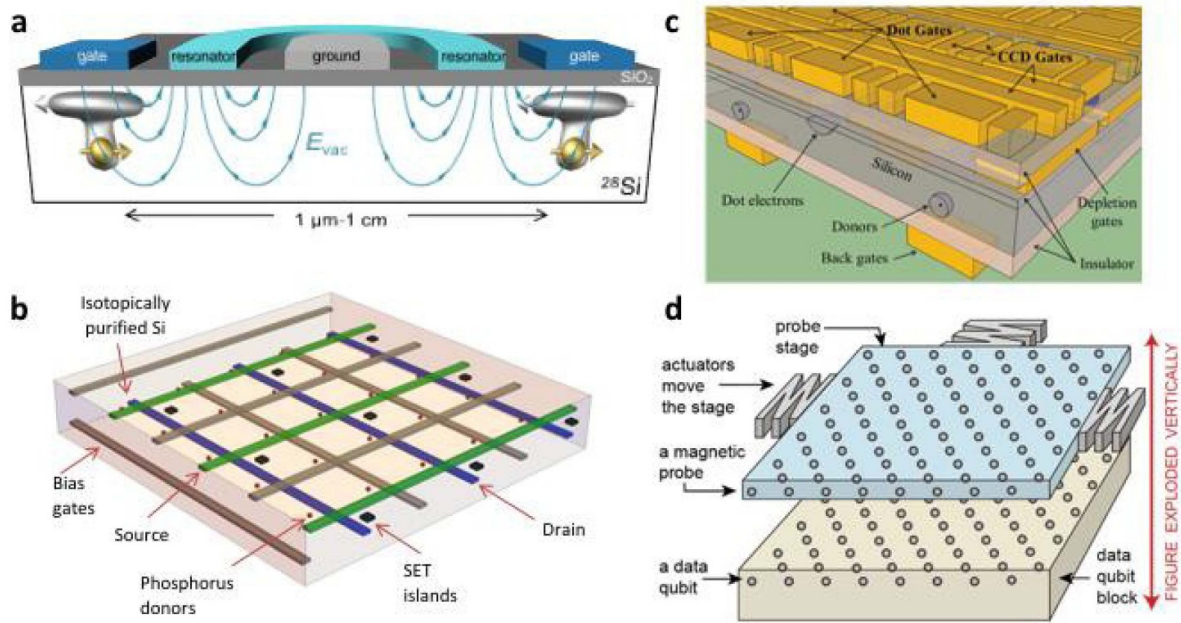 a
gate
resonator
ground
resonator
gate
SiO₂
Evac
²⁸Si
1 μm-1 cm
b
Isotopically
purified Si
Bias
gates
Source
Phosphorus
donors
SET
islands
Drain
c
Dot Gates
CCD Gates
Silicon
Dot electrons
Donors
Back gates
Depletion
gates
Insulator
d
probe
stage
actuators
move
the stage
a magnetic
probe
a data
qubit
data
qubit
block
FIGURE EXPLODED VERTICALLY